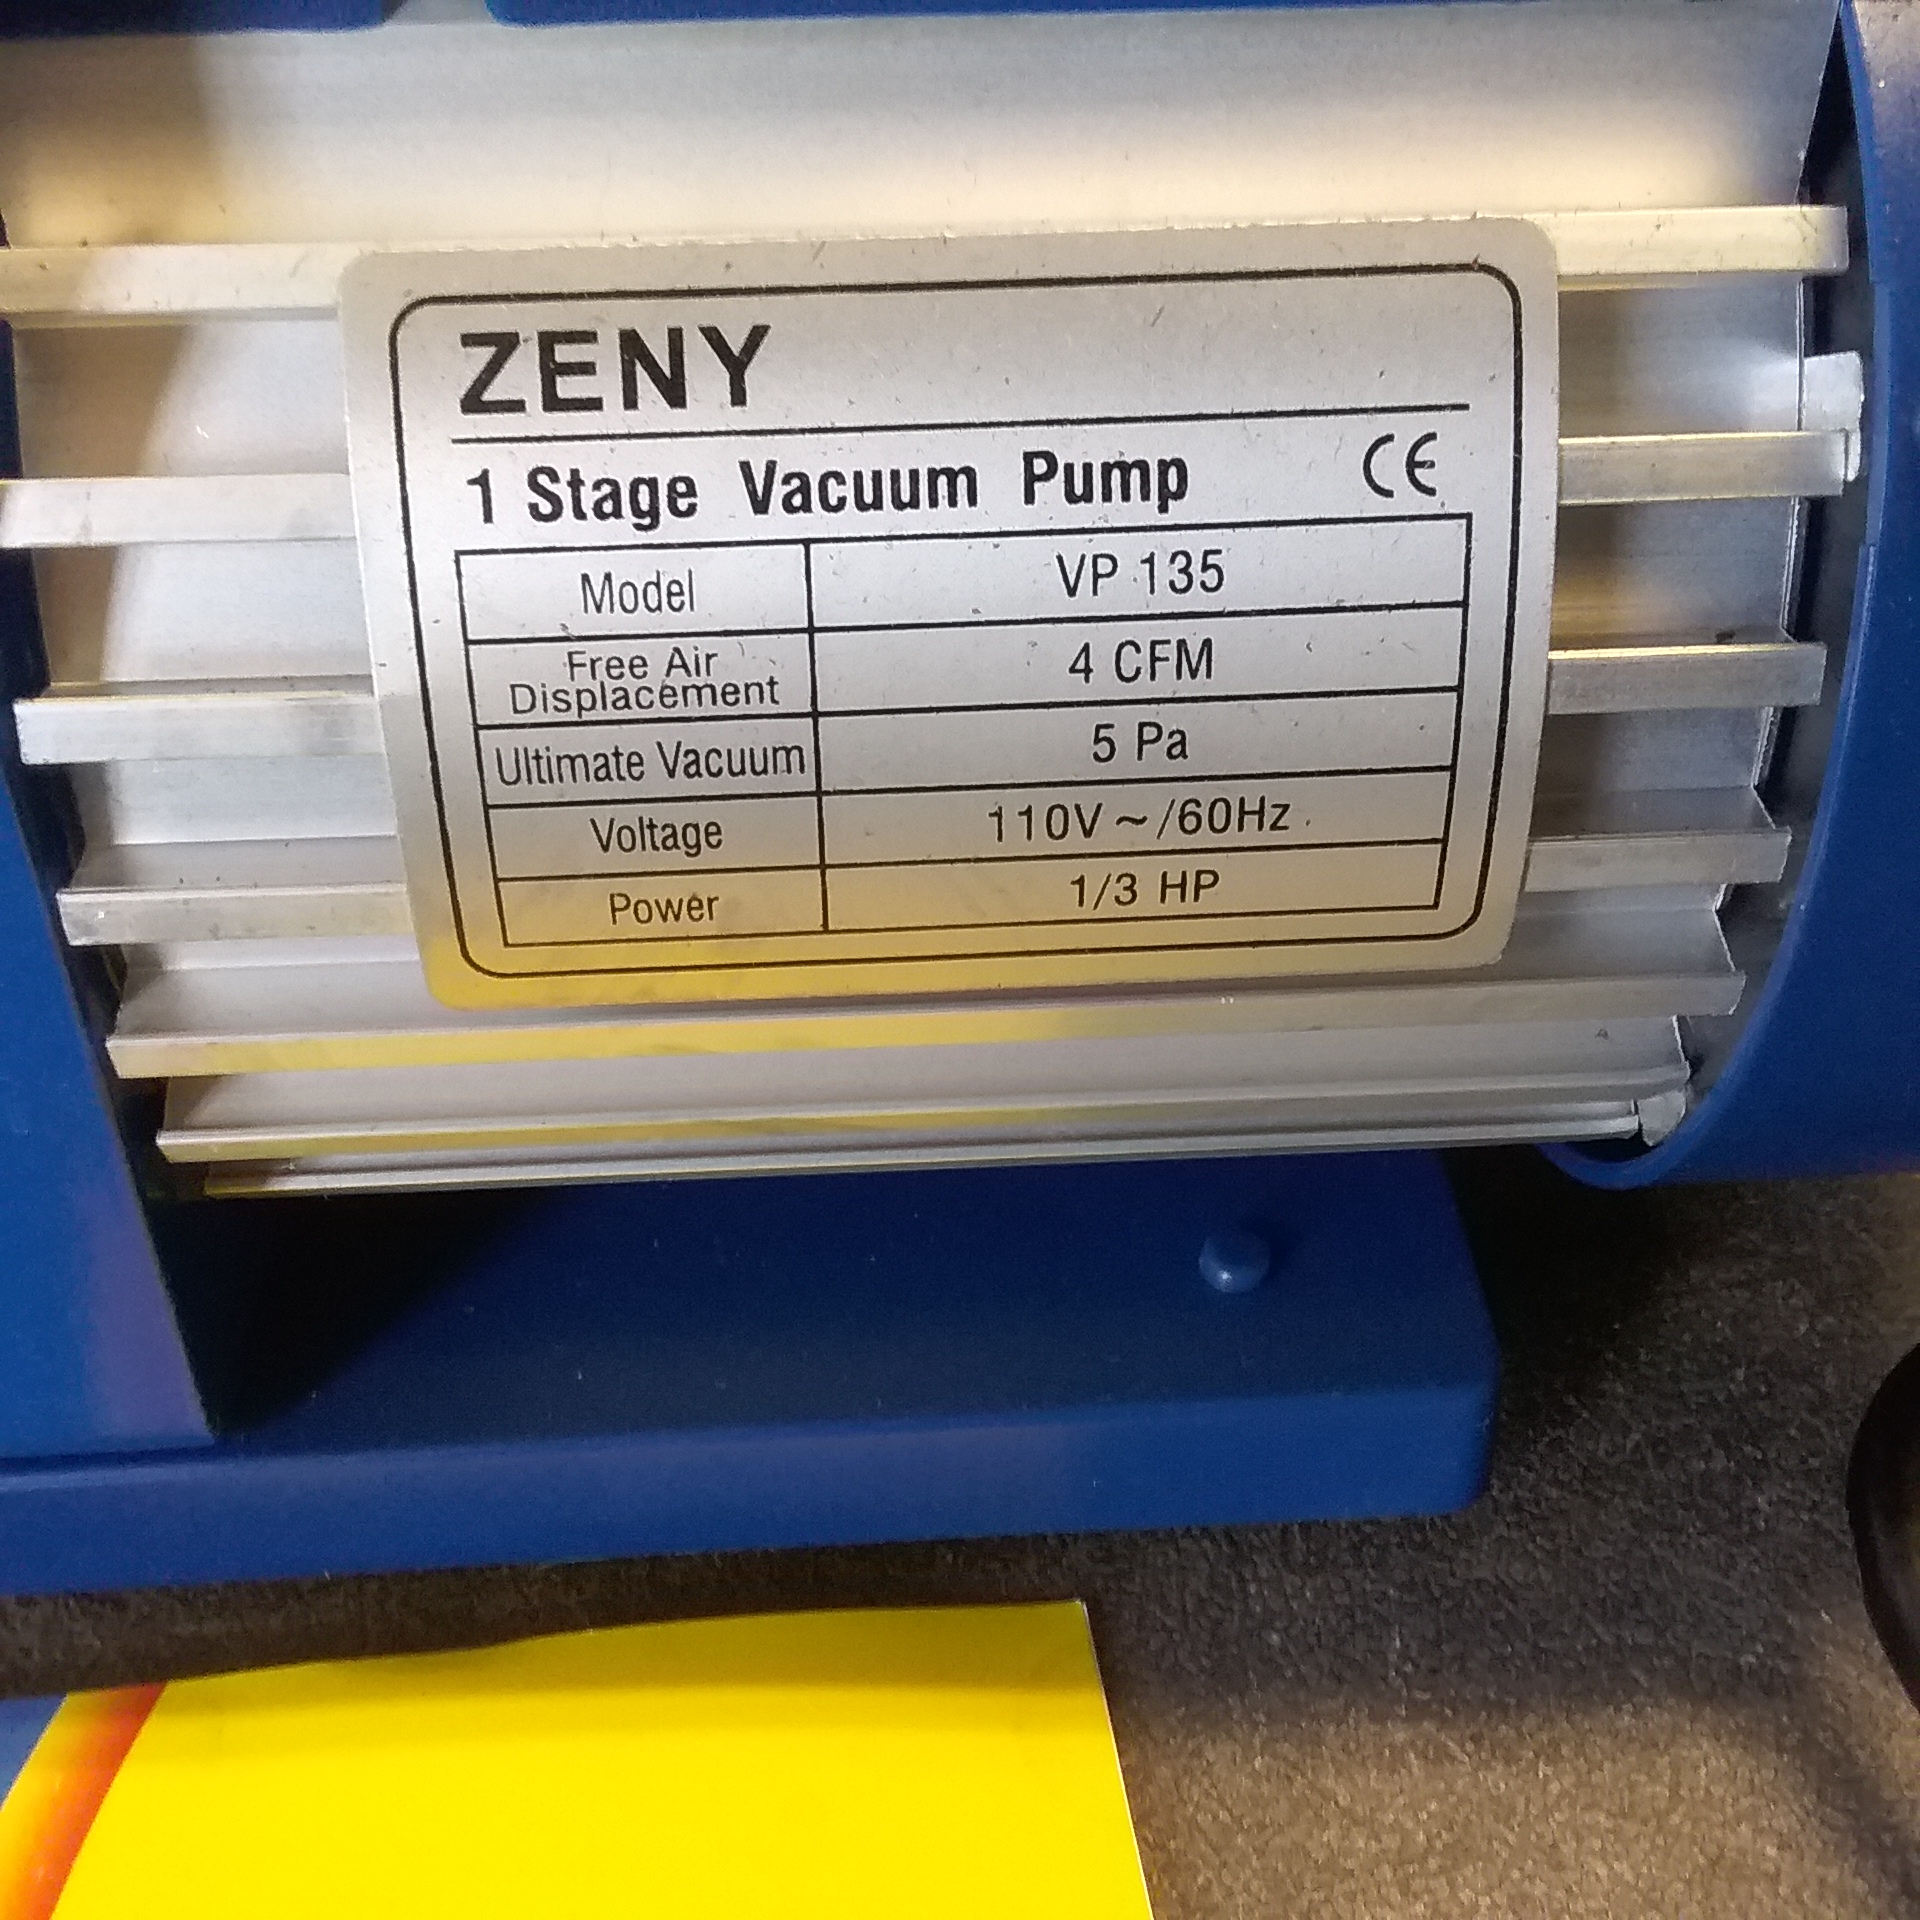 ZENY
1 Stage Vacuum Pump CE
Model VP 135
Free Air
Displacement 4 CFM
Ultimate Vacuum 5 Pa
Voltage 110V~/60Hz
Power 1/3 HP